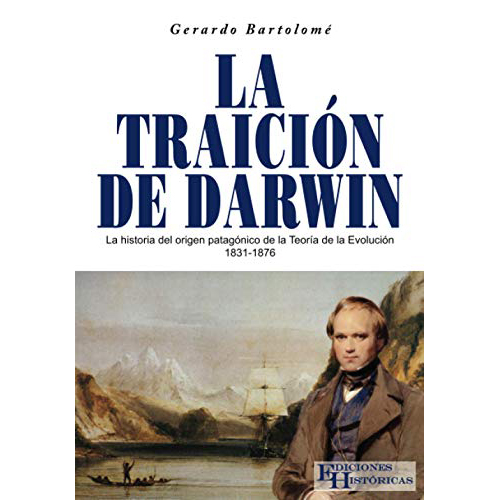 Gerardo Bartolomé
LA
TRAICIÓN
DE DARWIN
La historia del origen patagónico de la Teoría de la Evolución
1831-1876
EDICIONES
HISTÓRICAS